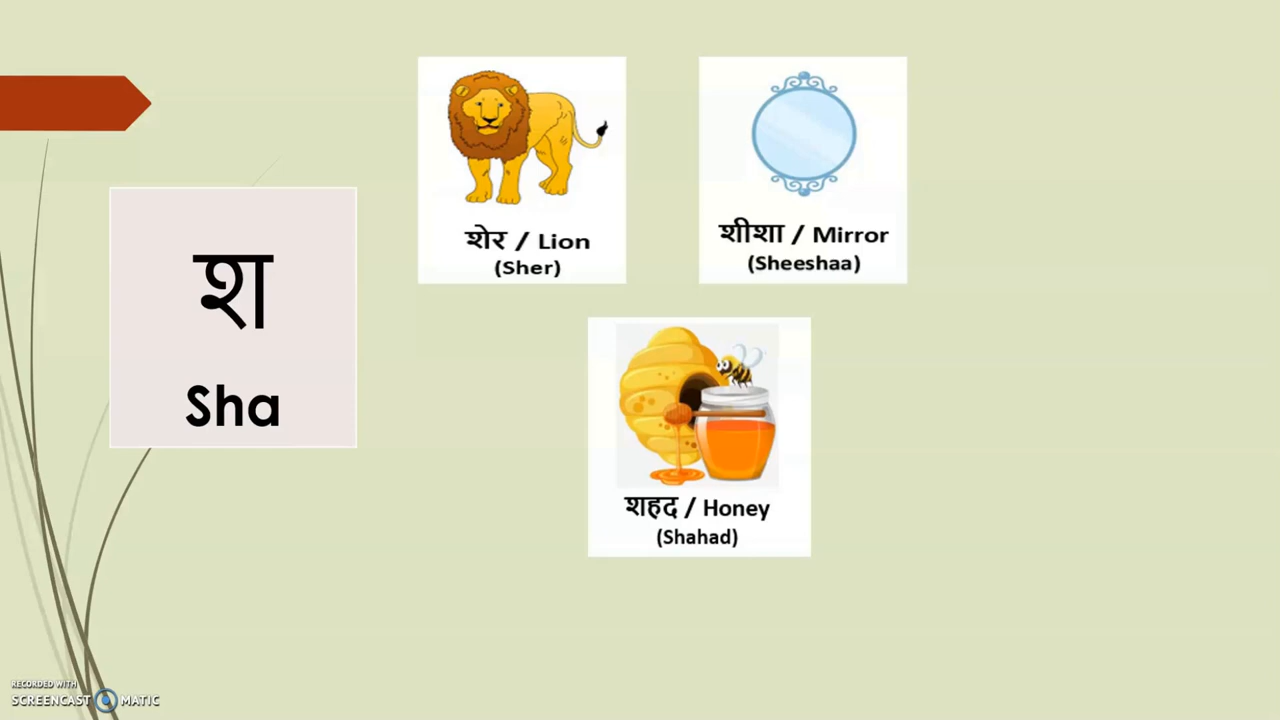 श
Sha
शेर / Lion
(Sher)
शीशा / Mirror
(Sheeshaa)
शहद / Honey
(Shahad)
RECORDED WITH
SCREENCAST MATIC